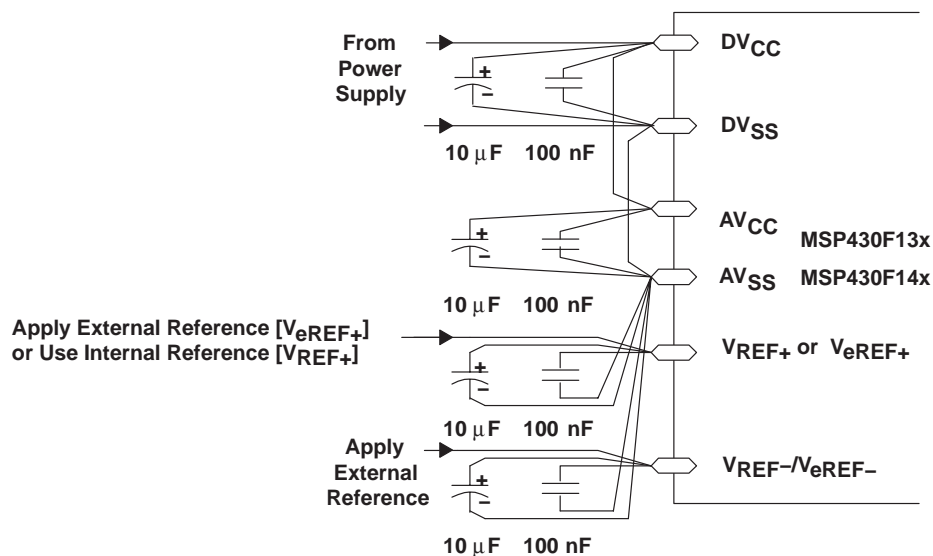 From
Power
Supply
DVCC
DVSS
10 μF 100 nF
AVCC
MSP430F13x
AVSS MSP430F14x
10 μF 100 nF
Apply External Reference [VeREF+]
or Use Internal Reference [VREF+]
VREF+ or VeREF+
10 μF 100 nF
Apply
External
Reference
VREF−/VeREF−
10 μF 100 nF